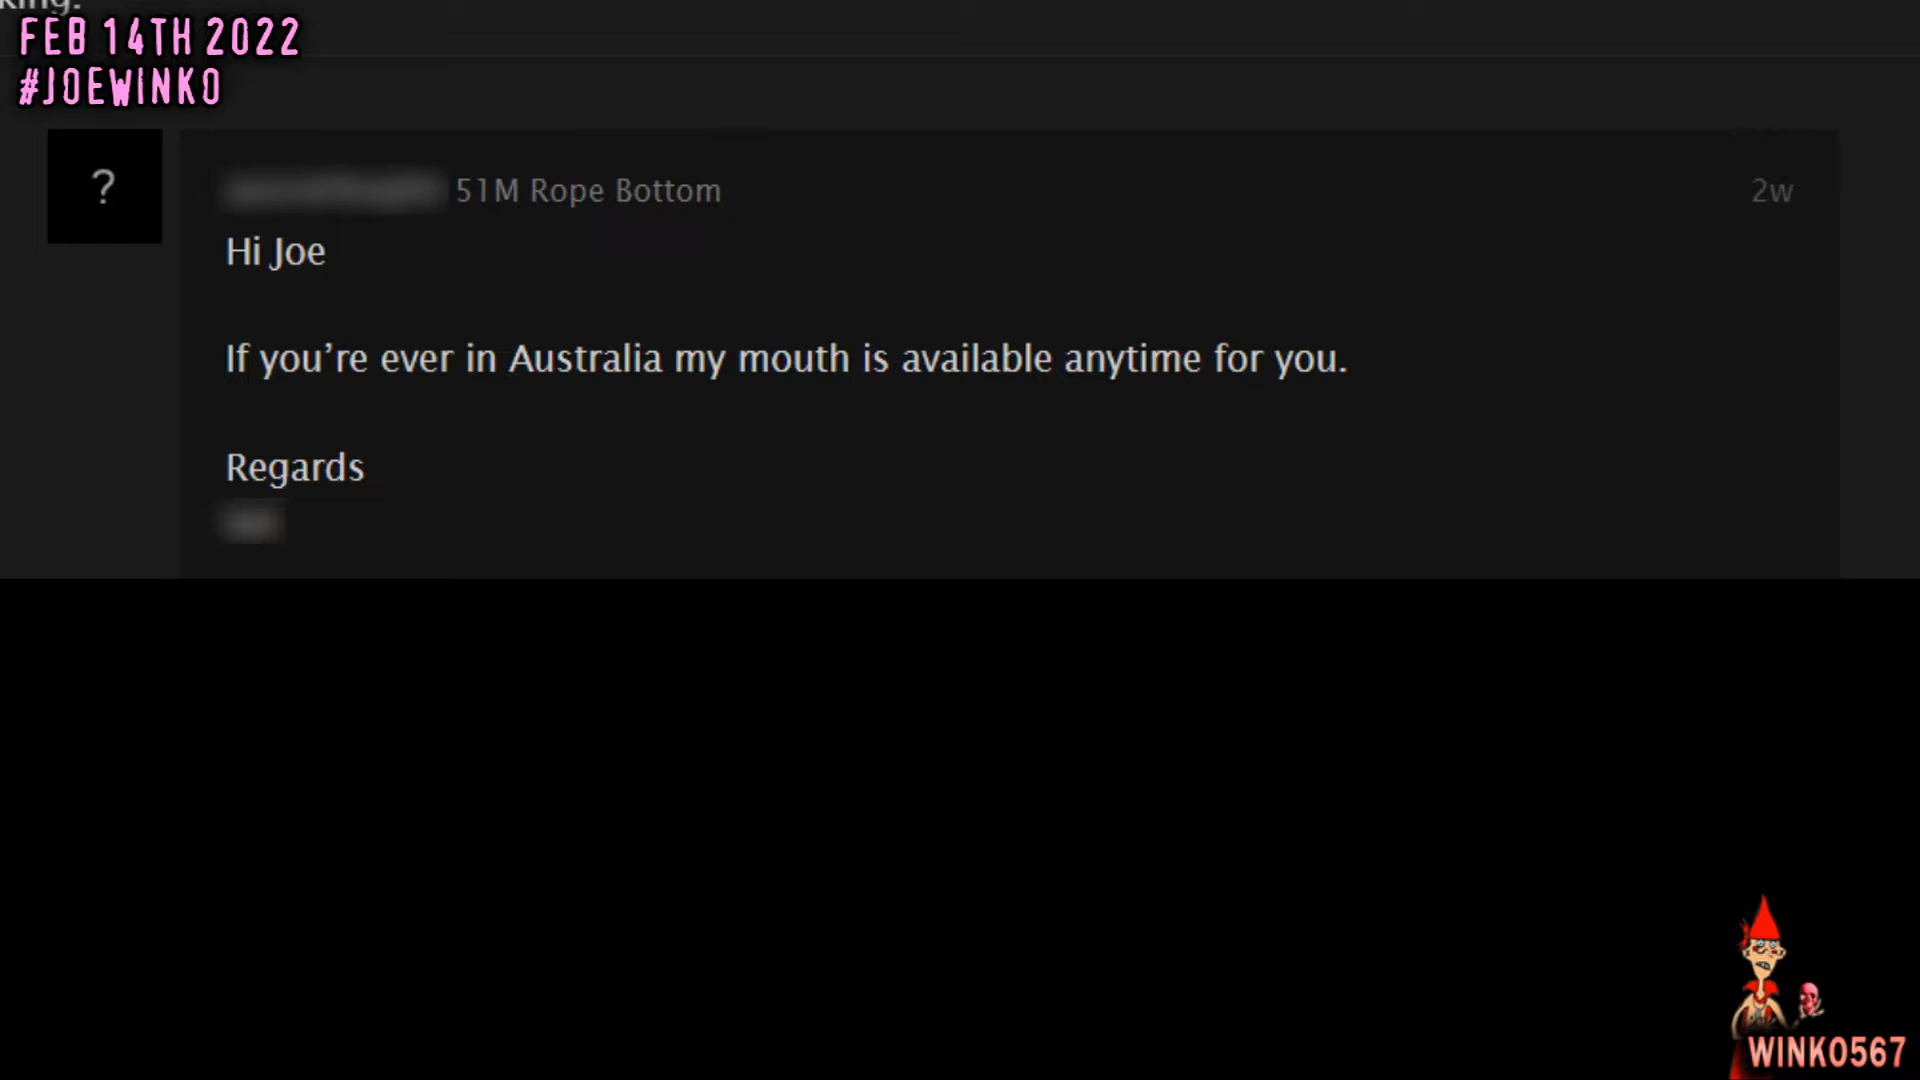 FEB 14TH 2022
#JOEWINKO
?
51M Rope Bottom
2w
Hi Joe
If you’re ever in Australia my mouth is available anytime for you.
Regards
WINKO567